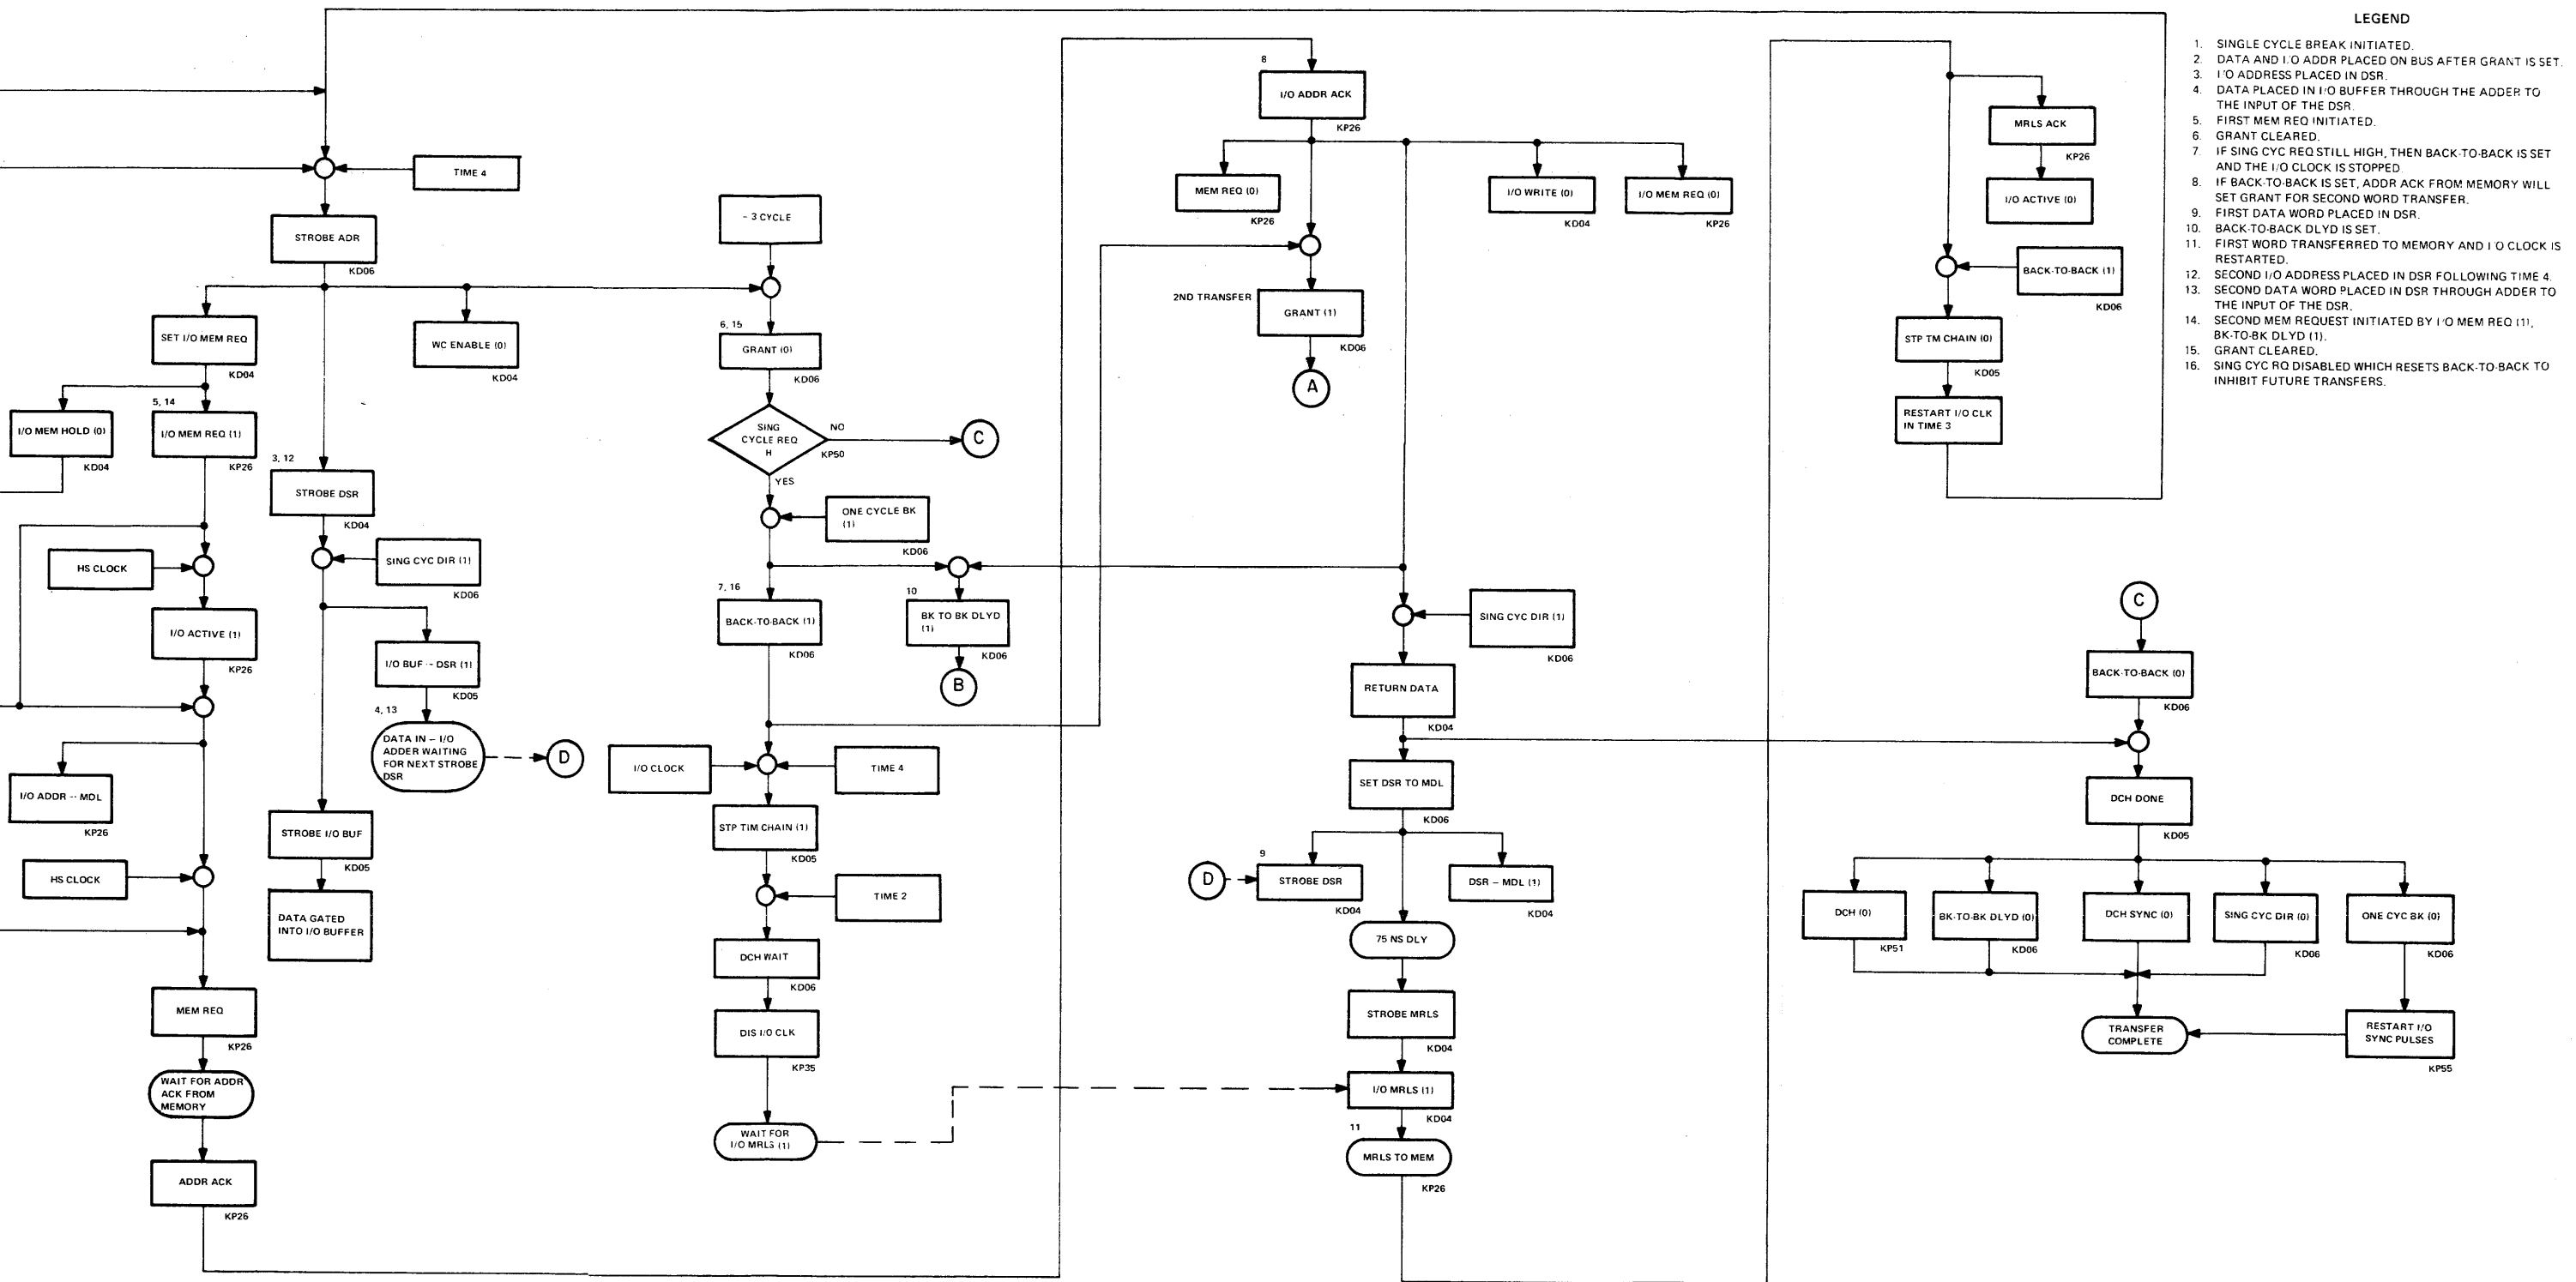 LEGEND
1. SINGLE CYCLE BREAK INITIATED.
2. DATA AND I/O ADDR PLACED ON BUS AFTER GRANT IS SET.
3. I/O ADDRESS PLACED IN DSR.
4. DATA PLACED IN I/O BUFFER THROUGH THE ADDER TO
THE INPUT OF THE DSR.
5. FIRST MEM REQ INITIATED.
6. GRANT CLEARED.
7. IF SING CYC REQ STILL HIGH, THEN BACK-TO-BACK IS SET
AND THE I/O CLOCK IS STOPPED.
8. IF BACK-TO-BACK IS SET, ADDR ACK FROM MEMORY WILL
SET GRANT FOR SECOND WORD TRANSFER.
9. FIRST DATA WORD PLACED IN DSR.
10. BACK-TO-BACK DLYD IS SET.
11. FIRST WORD TRANSFERRED TO MEMORY AND I/O CLOCK IS
RESTARTED.
12. SECOND I/O ADDRESS PLACED IN DSR FOLLOWING TIME 4.
13. SECOND DATA WORD PLACED IN DSR THROUGH ADDER TO
THE INPUT OF THE DSR.
14. SECOND MEM REQUEST INITIATED BY I/O MEM REQ (1),
BK-TO-BK DLYD (1).
15. GRANT CLEARED.
16. SING CYC RQ DISABLED WHICH RESETS BACK-TO-BACK TO
INHIBIT FUTURE TRANSFERS.
TIME 4
STROBE ADR
KD06
SET I/O MEM REQ
KD04
WC ENABLE (0)
KD04
I/O MEM HOLD (0)
KD04
5, 14
I/O MEM REQ (1)
KP26
3, 12
STROBE DSR
KD04
HS CLOCK
SING CYC DIR (1)
KD06
I/O ACTIVE (1)
KP26
I/O BUF -- DSR (1)
KD05
4, 13
DATA IN – I/O
ADDER WAITING
FOR NEXT STROBE
DSR
D
I/O ADDR -- MDL
KP26
STROBE I/O BUF
KD05
HS CLOCK
DATA GATED
INTO I/O BUFFER
MEM REQ
KP26
WAIT FOR ADDR
ACK FROM
MEMORY
ADDR ACK
KP26
– 3 CYCLE
6, 15
GRANT (0)
KD06
SING
CYCLE REQ
H
NO
KP50
C
YES
ONE CYCLE BK
(1)
KD06
7, 16
BACK-TO-BACK (1)
KD06
10
BK TO BK DLYD
(1)
KD06
B
I/O CLOCK
TIME 4
STP TIM CHAIN (1)
KD05
TIME 2
DCH WAIT
KD06
DIS I/O CLK
KP35
WAIT FOR
I/O MRLS (1)
8
I/O ADDR ACK
KP26
MEM REQ (0)
KP26
I/O WRITE (0)
KD04
I/O MEM REQ (0)
KP26
2ND TRANSFER
GRANT (1)
KD06
A
SING CYC DIR (1)
KD06
RETURN DATA
KD04
SET DSR TO MDL
KD06
9
D
STROBE DSR
KD04
DSR – MDL (1)
KD04
75 NS DLY
STROBE MRLS
KD04
I/O MRLS (1)
KD04
11
MRLS TO MEM
KP26
MRLS ACK
KP26
I/O ACTIVE (0)
BACK-TO-BACK (1)
KD06
STP TM CHAIN (0)
KD05
RESTART I/O CLK
IN TIME 3
C
BACK-TO-BACK (0)
KD06
DCH DONE
KD05
DCH (0)
KP51
BK-TO-BK DLYD (0)
KD06
DCH SYNC (0)
SING CYC DIR (0)
KD06
ONE CYC BK (0)
KD06
TRANSFER
COMPLETE
RESTART I/O
SYNC PULSES
KP55